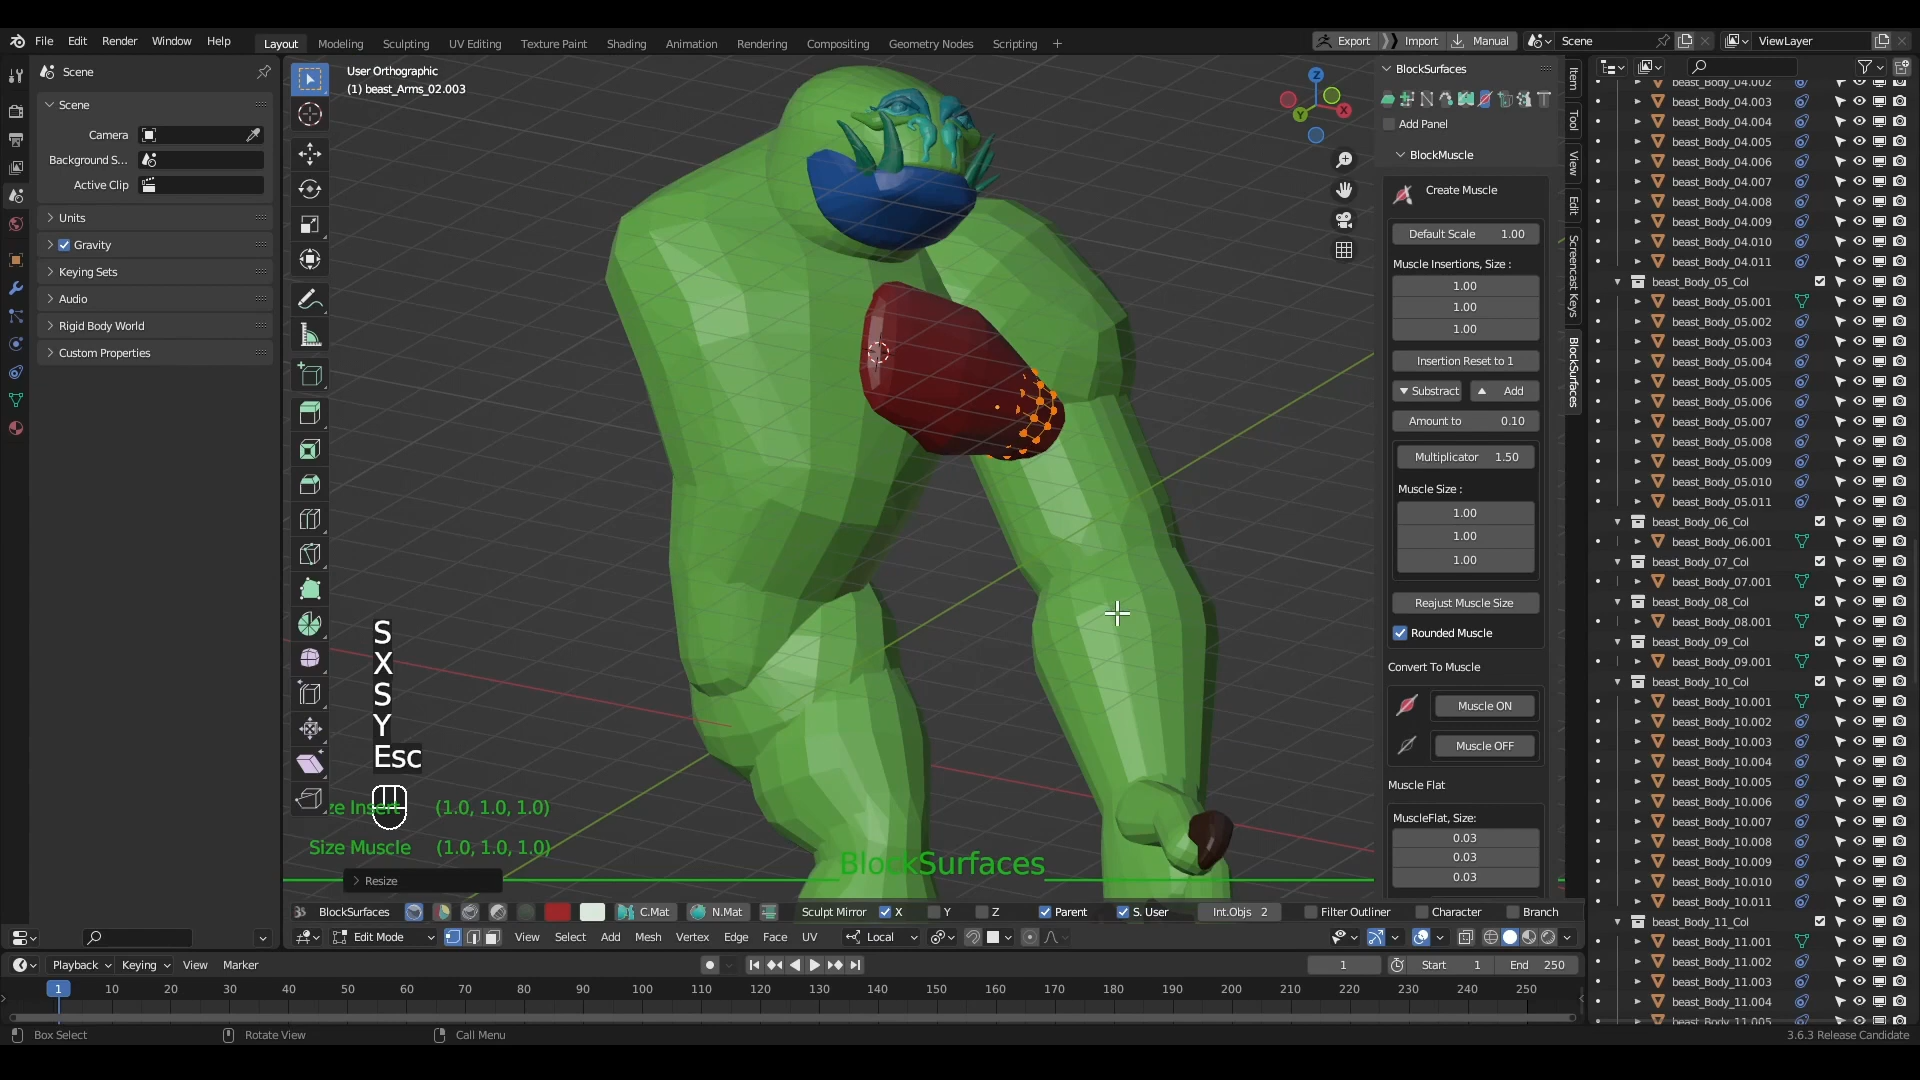 File Edit Render Window Help
Layout Modeling Sculpting UV Editing Texture Paint Shading Animation Rendering Compositing Geometry Nodes Scripting +
Export Import Manual Scene ViewLayer
Scene
Scene
Camera
Background S...
Active Clip
Units
Gravity
Keying Sets
Audio
Rigid Body World
Custom Properties
User Orthographic
(1) beast_Arms_02.003
Z
X
Y
S
X
S
Y
Esc
ze Insert (1.0, 1.0, 1.0)
Size Muscle (1.0, 1.0, 1.0)
BlockSurfaces
Resize
BlockSurfaces
Add Panel
BlockMuscle
Create Muscle
Default Scale 1.00
Muscle Insertions, Size :
1.00
1.00
1.00
Insertion Reset to 1
Substract Add
Amount to 0.10
Multiplicator 1.50
Muscle Size :
1.00
1.00
1.00
Reajust Muscle Size
Rounded Muscle
Convert To Muscle
Muscle ON
Muscle OFF
Muscle Flat
MuscleFlat, Size:
0.03
0.03
0.03
Item
Tool
View
Edit
Screencast Keys
BlockSurfaces
beast_Body_04.002
beast_Body_04.003
beast_Body_04.004
beast_Body_04.005
beast_Body_04.006
beast_Body_04.007
beast_Body_04.008
beast_Body_04.009
beast_Body_04.010
beast_Body_04.011
beast_Body_05_Col
beast_Body_05.001
beast_Body_05.002
beast_Body_05.003
beast_Body_05.004
beast_Body_05.005
beast_Body_05.006
beast_Body_05.007
beast_Body_05.008
beast_Body_05.009
beast_Body_05.010
beast_Body_05.011
beast_Body_06_Col
beast_Body_06.001
beast_Body_07_Col
beast_Body_07.001
beast_Body_08_Col
beast_Body_08.001
beast_Body_09_Col
beast_Body_09.001
beast_Body_10_Col
beast_Body_10.001
beast_Body_10.002
beast_Body_10.003
beast_Body_10.004
beast_Body_10.005
beast_Body_10.006
beast_Body_10.007
beast_Body_10.008
beast_Body_10.009
beast_Body_10.010
beast_Body_10.011
beast_Body_11_Col
beast_Body_11.001
beast_Body_11.002
beast_Body_11.003
beast_Body_11.004
beast_Body_11.005
BlockSurfaces C.Mat N.Mat Sculpt Mirror X Y Z Parent S. User Int.Objs 2 Filter Outliner Character Branch
Edit Mode View Select Add Mesh Vertex Edge Face UV Local
Playback Keying View Marker 1 Start 1 End 250
1 10 20 30 40 50 60 70 80 90 100 110 120 130 140 150 160 170 180 190 200 210 220 230 240 250
Box Select Rotate View Call Menu 3.6.3 Release Candidate